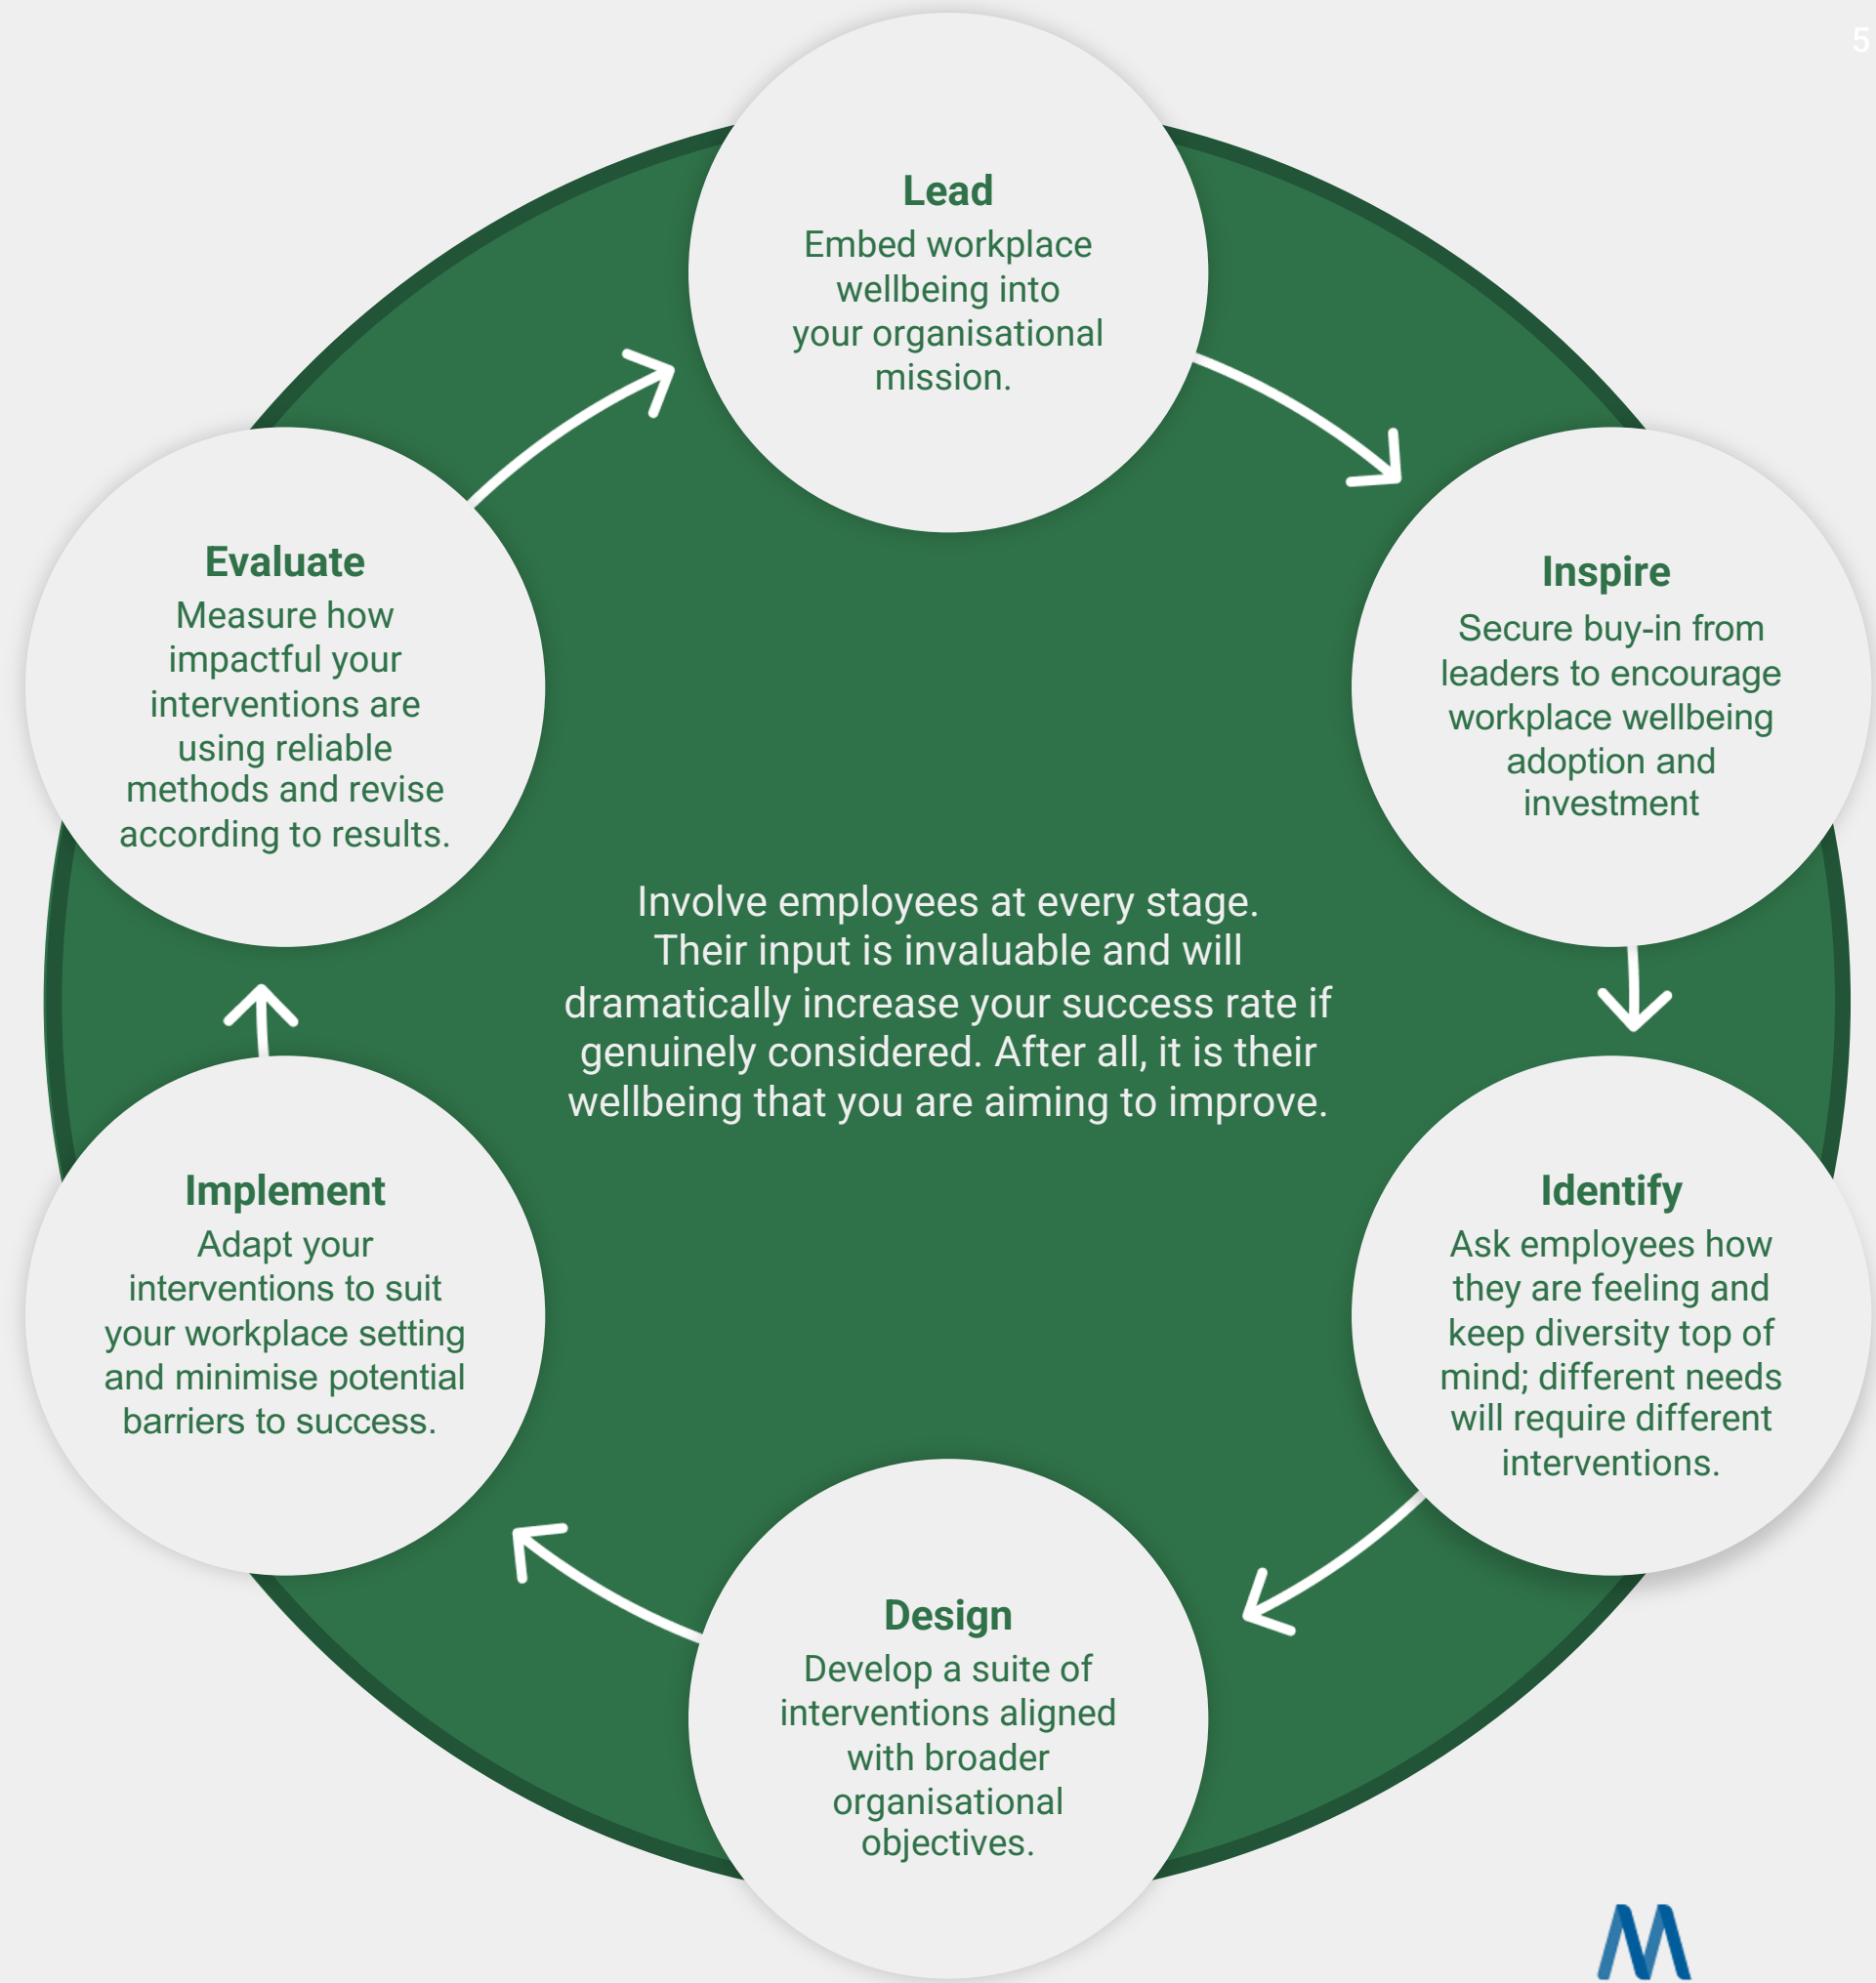 5
Lead
Embed workplace
wellbeing into
your organisational
mission.
Inspire
Secure buy-in from
leaders to encourage
workplace wellbeing
adoption and
investment
Identify
Ask employees how
they are feeling and
keep diversity top of
mind; different needs
will require different
interventions.
Design
Develop a suite of
interventions aligned
with broader
organisational
objectives.
Implement
Adapt your
interventions to suit
your workplace setting
and minimise potential
barriers to success.
Evaluate
Measure how
impactful your
interventions are
using reliable
methods and revise
according to results.
Involve employees at every stage.
Their input is invaluable and will
dramatically increase your success rate if
genuinely considered. After all, it is their
wellbeing that you are aiming to improve.